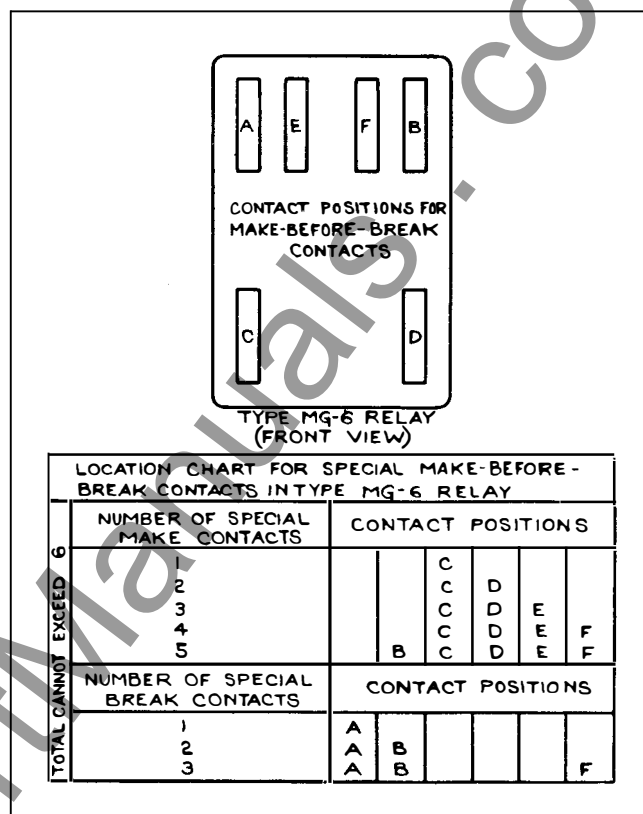 A E F B
CONTACT POSITIONS FOR
MAKE-BEFORE-BREAK
CONTACTS
C D
TYPE MG-6 RELAY
(FRONT VIEW)
LOCATION CHART FOR SPECIAL MAKE-BEFORE-
BREAK CONTACTS IN TYPE MG-6 RELAY
TOTAL CANNOT EXCEED 6
NUMBER OF SPECIAL
MAKE CONTACTS
CONTACT POSITIONS
1 C
2 C D
3 C D E
4 C D E F
5 B C D E F
NUMBER OF SPECIAL
BREAK CONTACTS
CONTACT POSITIONS
1 A
2 A B
3 A B F